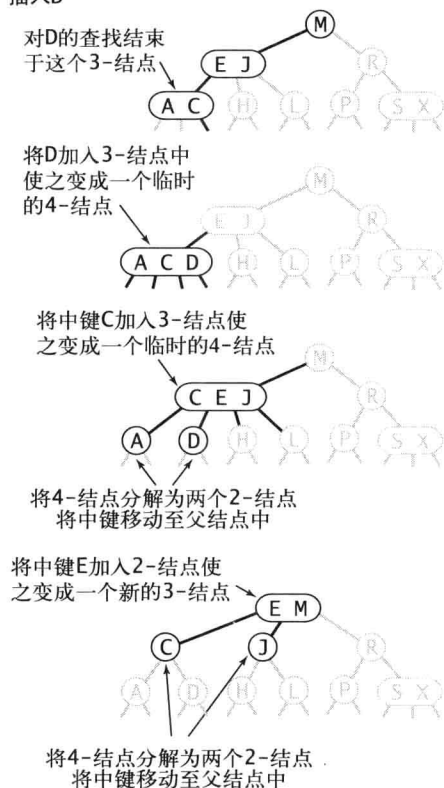 插入D
对D的查找结束
于这个3-结点
M
E J
R
A C
H
L
P
S X
将D加入3-结点中
使之变成一个临时
的4-结点
M
E J
R
A C D
H
L
P
S X
将中键C加入3-结点使
之变成一个临时的4-结点
M
C E J
R
A
D
H
L
P
S X
将4-结点分解为两个2-结点
将中键移动至父结点中
将中键E加入2-结点使
之变成一个新的3-结点
E M
C
J
R
A
D
H
L
P
S X
将4-结点分解为两个2-结点
将中键移动至父结点中